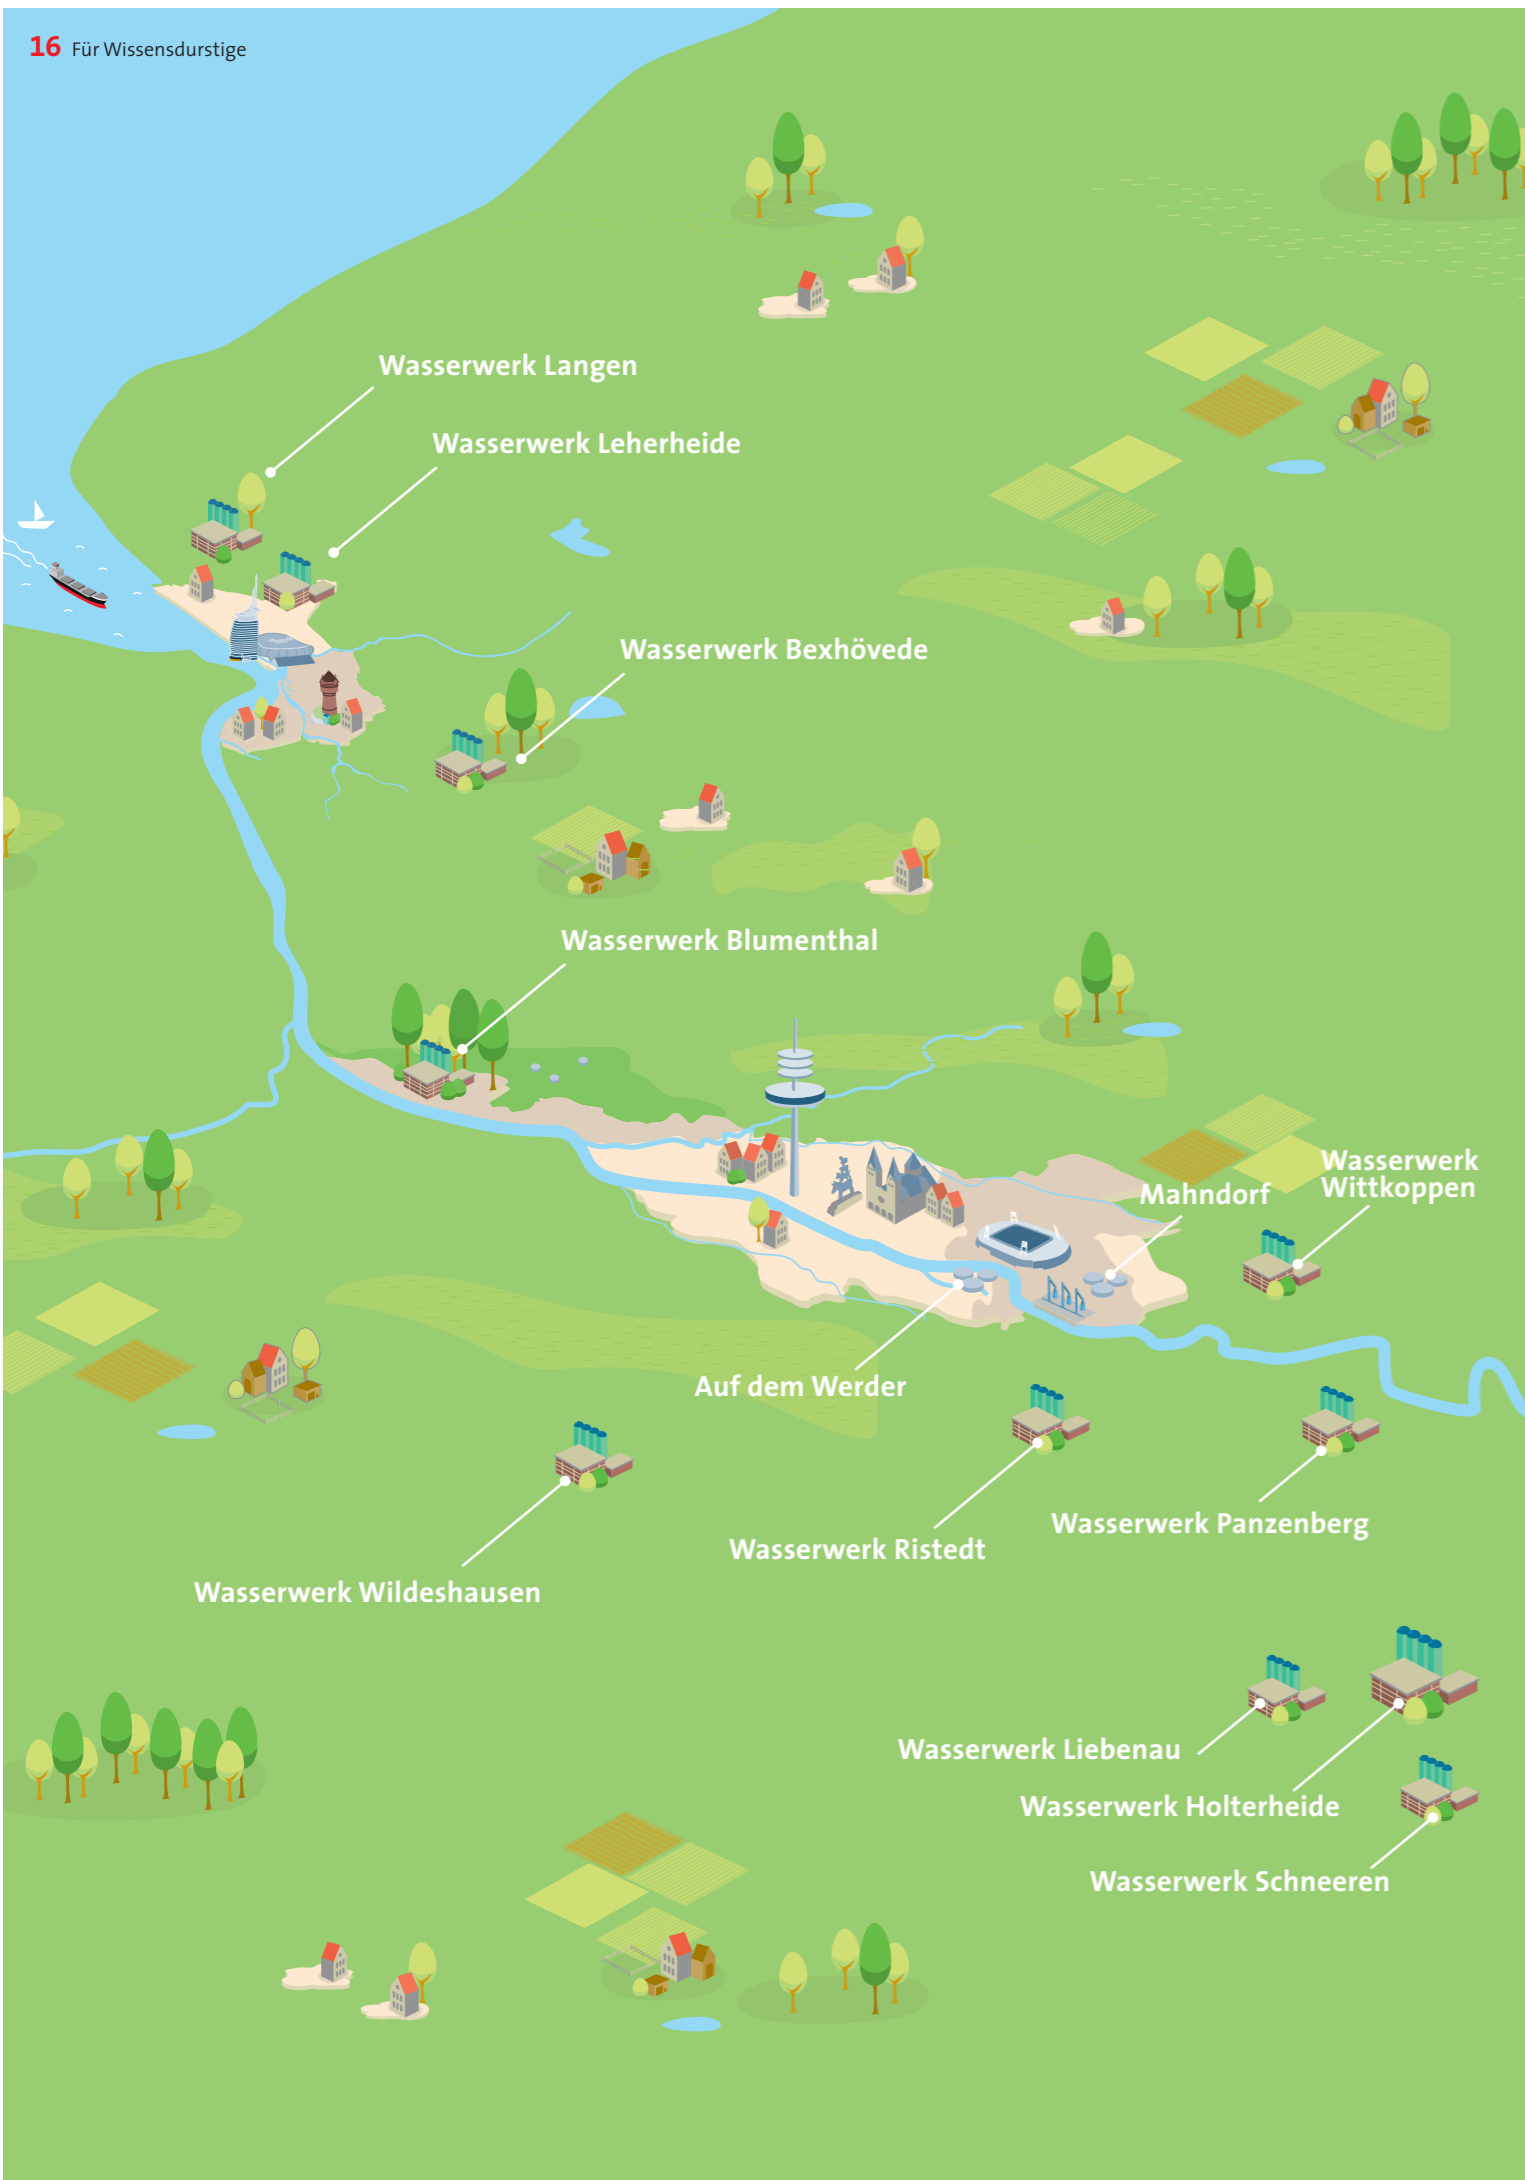 16 Für Wissensdurstige
Wasserwerk Langen
Wasserwerk Leherheide
Wasserwerk Bexhövede
Wasserwerk Blumenthal
Wasserwerk
Wittkoppen
Mahndorf
Auf dem Werder
Wasserwerk Panzenberg
Wasserwerk Ristedt
Wasserwerk Wildeshausen
Wasserwerk Liebenau
Wasserwerk Holterheide
Wasserwerk Schneeren